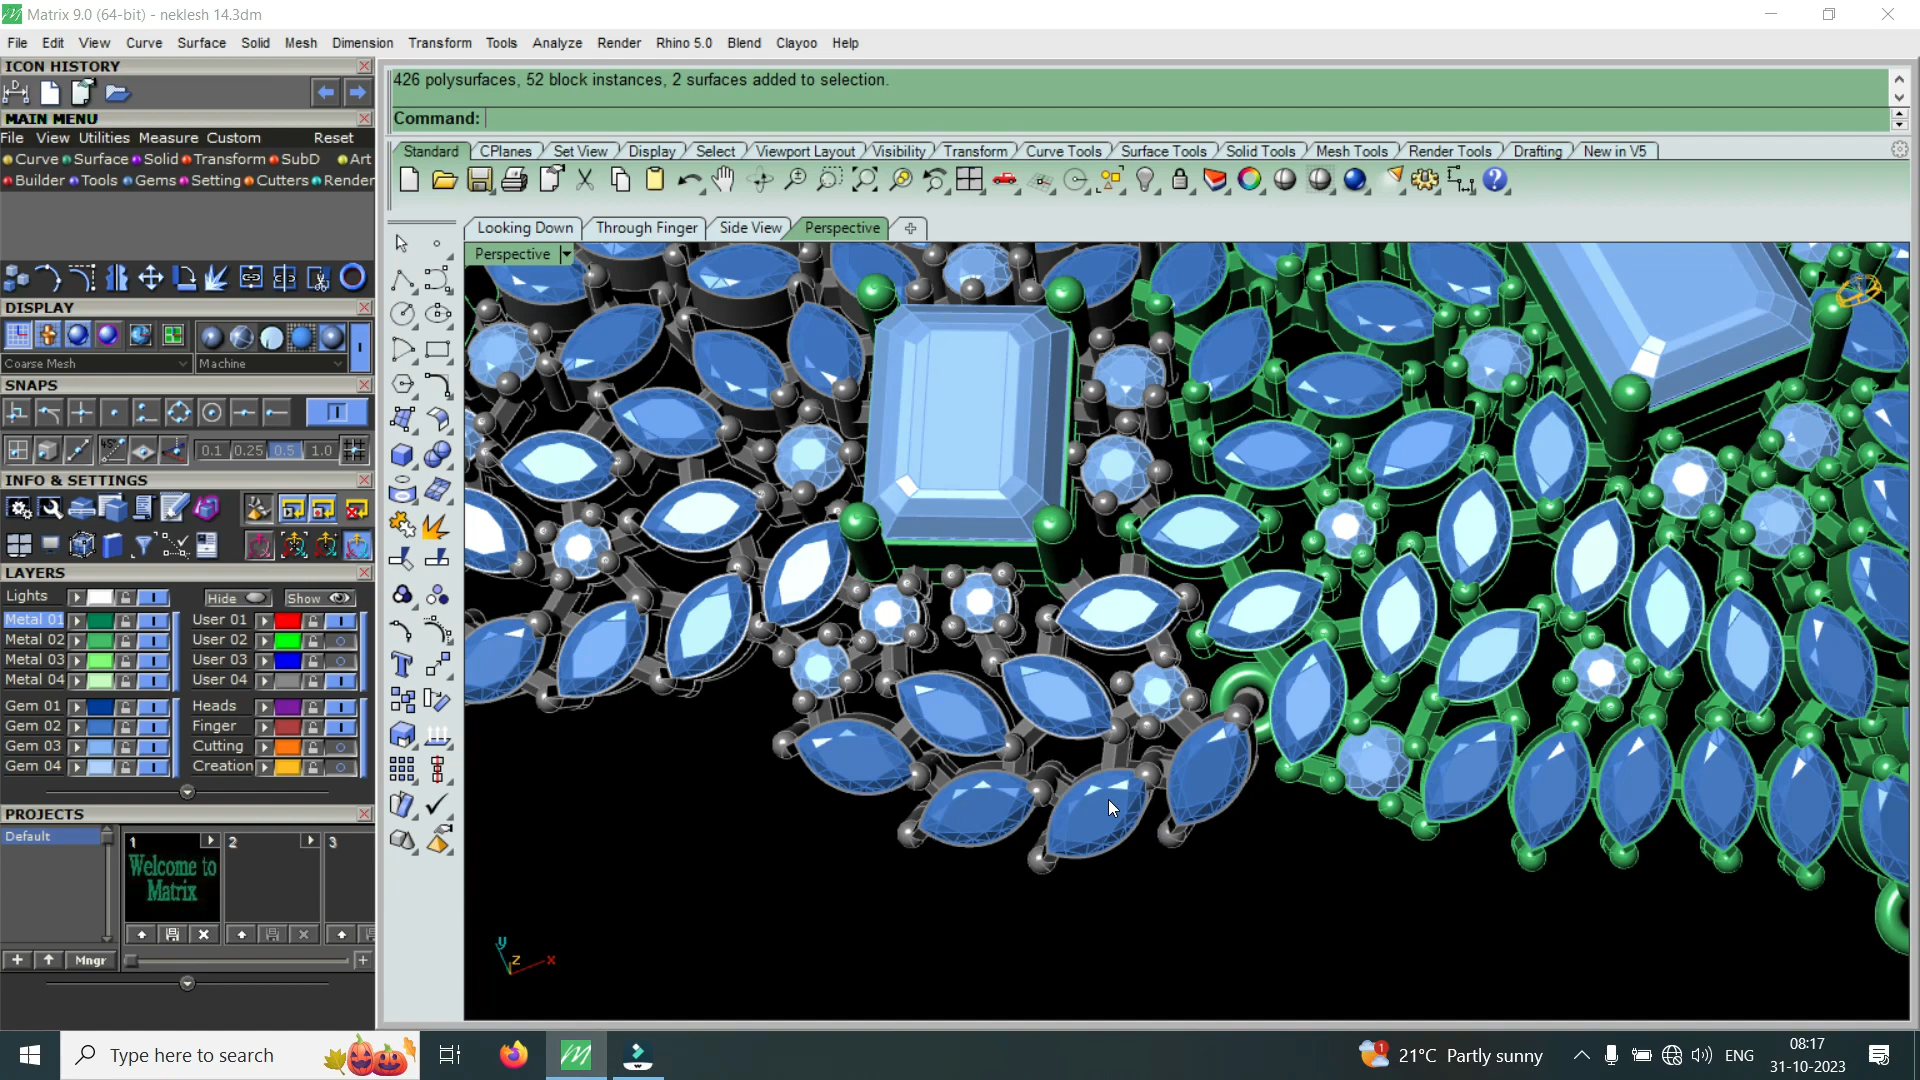 Matrix 9.0 (64-bit) - neklesh 14.3dm
File Edit View Curve Surface Solid Mesh Dimension Transform Tools Analyze Render Rhino 5.0 Blend Clayoo Help
ICON HISTORY
MAIN MENU
File View Utilities Measure Custom Reset
Curve Surface Solid Transform SubD Art
Builder Tools Gems Setting Cutters Render
DISPLAY
Coarse Mesh Machine
SNAPS
0.1 0.25 0.5 1.0
INFO & SETTINGS
LAYERS
Lights Hide Show
Metal 01 User 01
Metal 02 User 02
Metal 03 User 03
Metal 04 User 04
Gem 01 Heads
Gem 02 Finger
Gem 03 Cutting
Gem 04 Creation
PROJECTS
Default
1 2 3
Welcome to
Matrix
Mngr
426 polysurfaces, 52 block instances, 2 surfaces added to selection.
Command:
Standard CPlanes Set View Display Select Viewport Layout Visibility Transform Curve Tools Surface Tools Solid Tools Mesh Tools Render Tools Drafting New in V5
Looking Down Through Finger Side View Perspective
Perspective
y
z x
Type here to search
1
21°C Partly sunny
ENG
08:17
31-10-2023